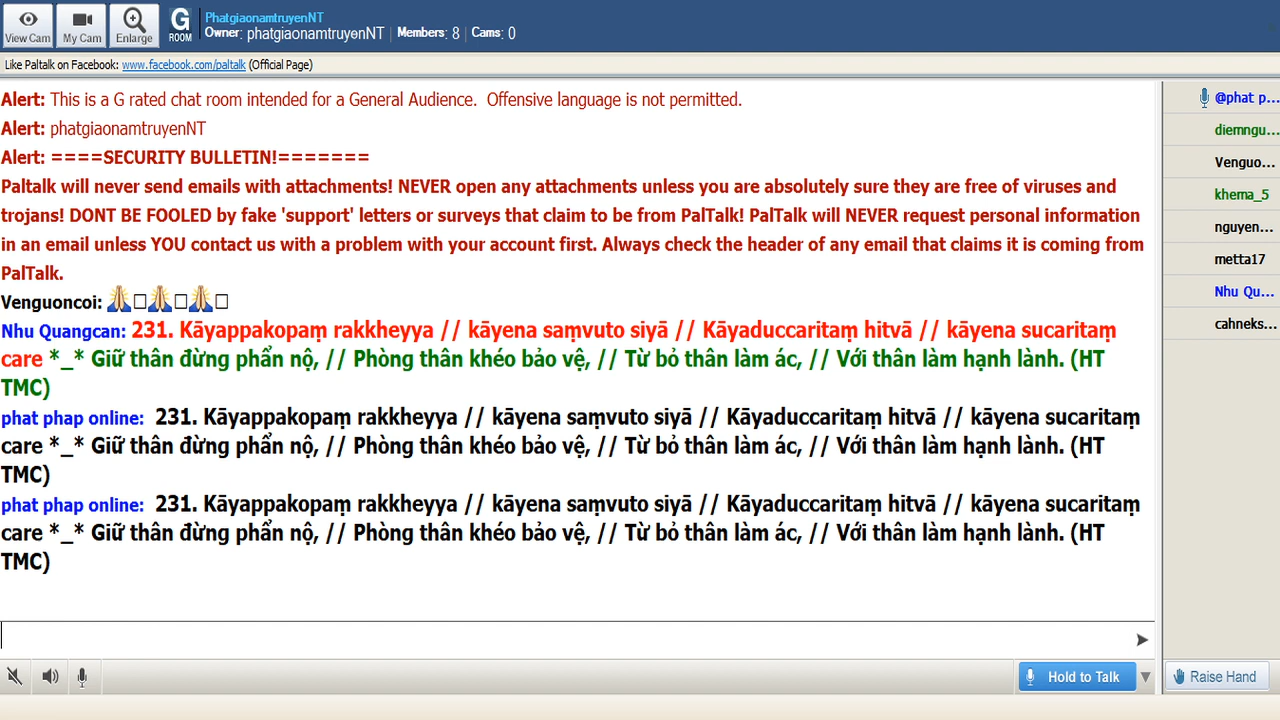 View Cam
My Cam
Enlarge
G
ROOM
PhatgiaonamtruyenNT
Owner: phatgiaonamtruyenNT | Members: 8 | Cams: 0
Like Paltalk on Facebook: www.facebook.com/paltalk (Official Page)
Alert: This is a G rated chat room intended for a General Audience.  Offensive language is not permitted.
Alert: phatgiaonamtruyenNT
Alert: ====SECURITY BULLETIN!=======
Paltalk will never send emails with attachments! NEVER open any attachments unless you are absolutely sure they are free of viruses and
trojans! DONT BE FOOLED by fake 'support' letters or surveys that claim to be from PalTalk! PalTalk will NEVER request personal information
in an email unless YOU contact us with a problem with your account first. Always check the header of any email that claims it is coming from
PalTalk.
Venguoncoi: 🙏□🙏□🙏□
Nhu Quangcan: 231. Kāyappakopaṃ rakkheyya // kāyena saṃvuto siyā // Kāyaduccaritaṃ hitvā // kāyena sucaritaṃ
care *_* Giữ thân đừng phẩn nộ, // Phòng thân khéo bảo vệ, // Từ bỏ thân làm ác, // Với thân làm hạnh lành. (HT
TMC)
phat phap online:  231. Kāyappakopaṃ rakkheyya // kāyena saṃvuto siyā // Kāyaduccaritaṃ hitvā // kāyena sucaritaṃ
care *_* Giữ thân đừng phẩn nộ, // Phòng thân khéo bảo vệ, // Từ bỏ thân làm ác, // Với thân làm hạnh lành. (HT
TMC)
phat phap online:  231. Kāyappakopaṃ rakkheyya // kāyena saṃvuto siyā // Kāyaduccaritaṃ hitvā // kāyena sucaritaṃ
care *_* Giữ thân đừng phẩn nộ, // Phòng thân khéo bảo vệ, // Từ bỏ thân làm ác, // Với thân làm hạnh lành. (HT
TMC)
@phat p...
diemngu...
Venguo...
khema_5
nguyen...
metta17
Nhu Qu...
cahneks...
Hold to Talk
Raise Hand